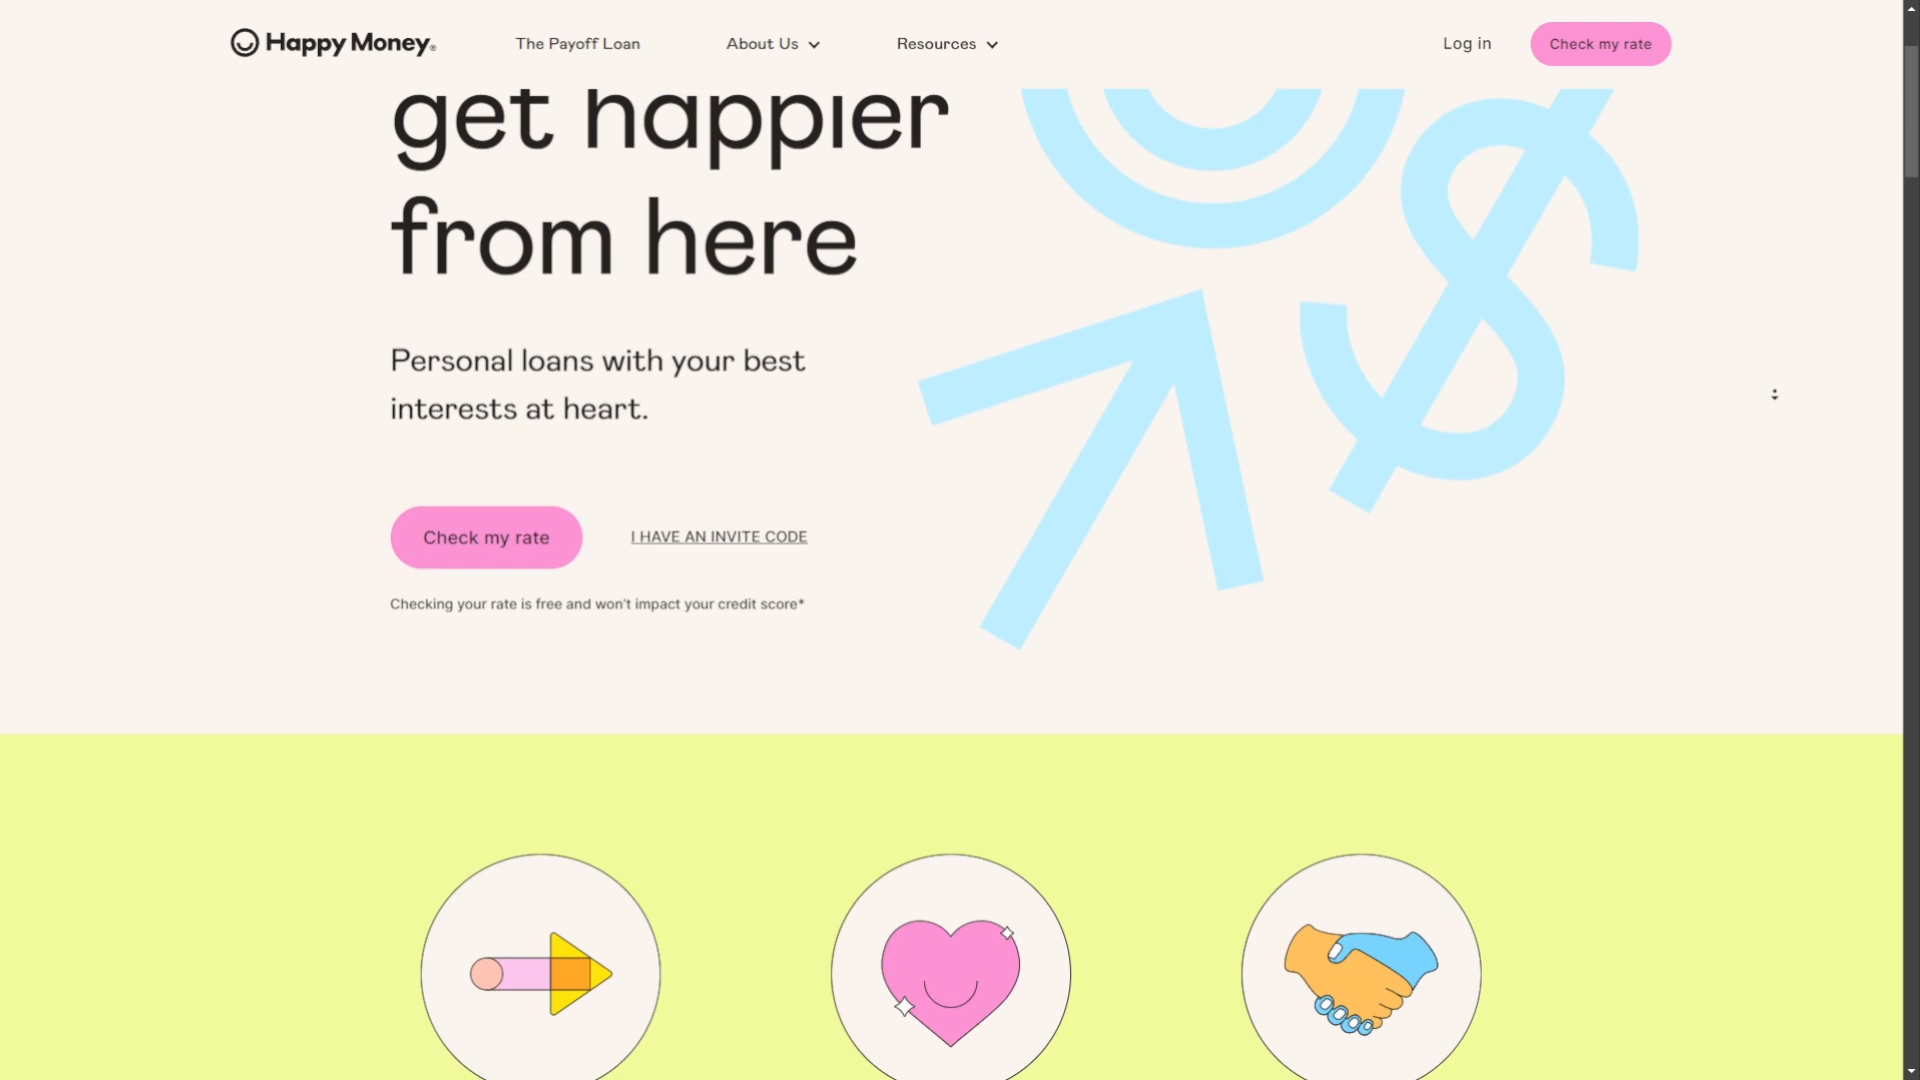 Happy Money®
The Payoff Loan
About Us
Resources
Log in
Check my rate
get happier
from here
Personal loans with your best
interests at heart.
Check my rate
I HAVE AN INVITE CODE
Checking your rate is free and won't impact your credit score*